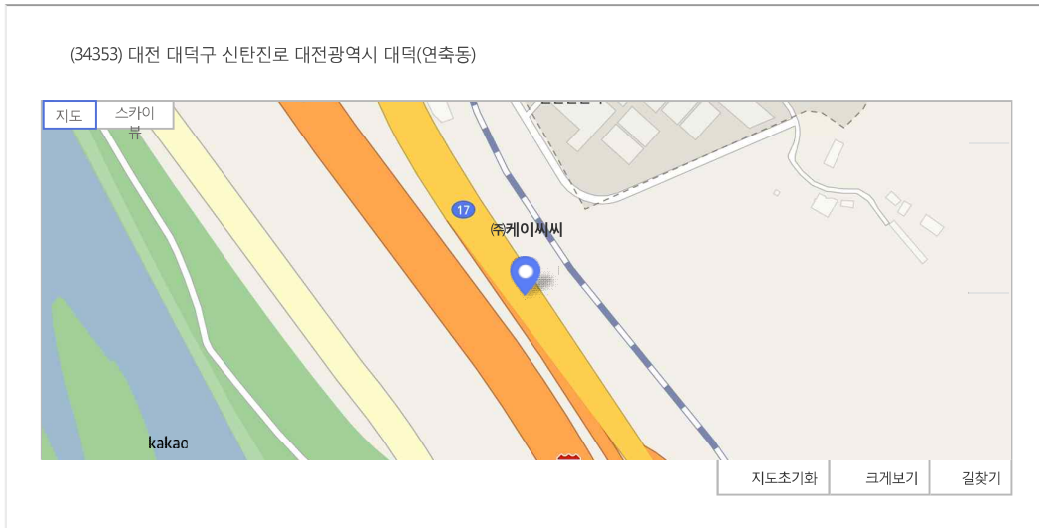 (34353) 대전 대덕구 신탄진로 대전광역시 대덕(연축동)
지도
스카이
뷰
17
㈜케이씨씨
kakao
지도초기화
크게보기
길찾기